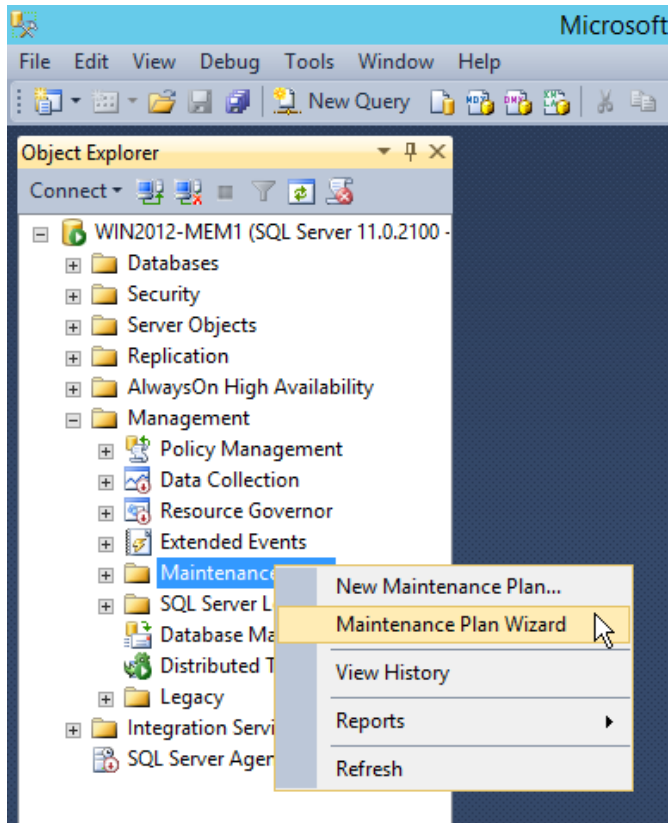 Microsoft
File Edit View Debug Tools Window Help
New Query
Object Explorer
Connect
WIN2012-MEM1 (SQL Server 11.0.2100 -
Databases
Security
Server Objects
Replication
AlwaysOn High Availability
Management
Policy Management
Data Collection
Resource Governor
Extended Events
Maintenance
SQL Server L
Database Ma
Distributed T
Legacy
Integration Servi
SQL Server Ager
New Maintenance Plan...
Maintenance Plan Wizard
View History
Reports
Refresh